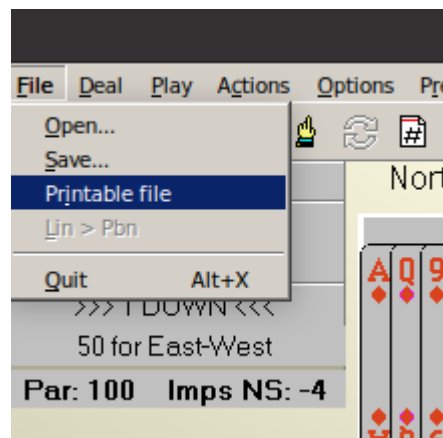 File Deal Play Actions Options
Open...
Save...
Printable file
Lin > Pbn
Quit Alt+X
#
>>> 1 DOWN <<<
50 for East-West
Par: 100 Imps NS: -4
A Q 9